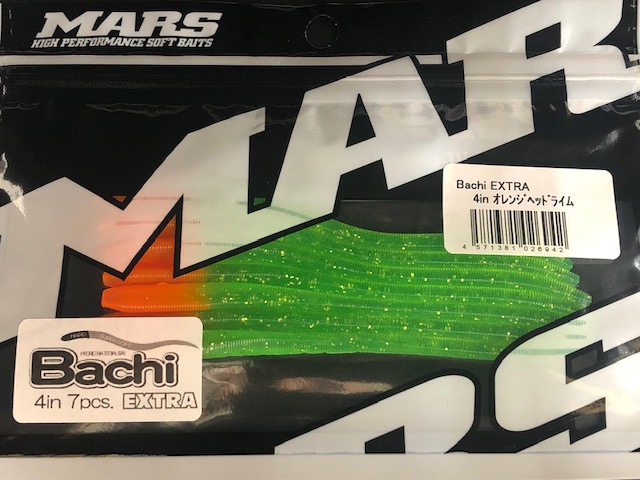 MARS
HIGH PERFORMANCE SOFT BAITS
MARS
Bachi EXTRA
4in オレンジヘッドライム
4 571381 026942
Bachi
4in 7pcs. EXTRA